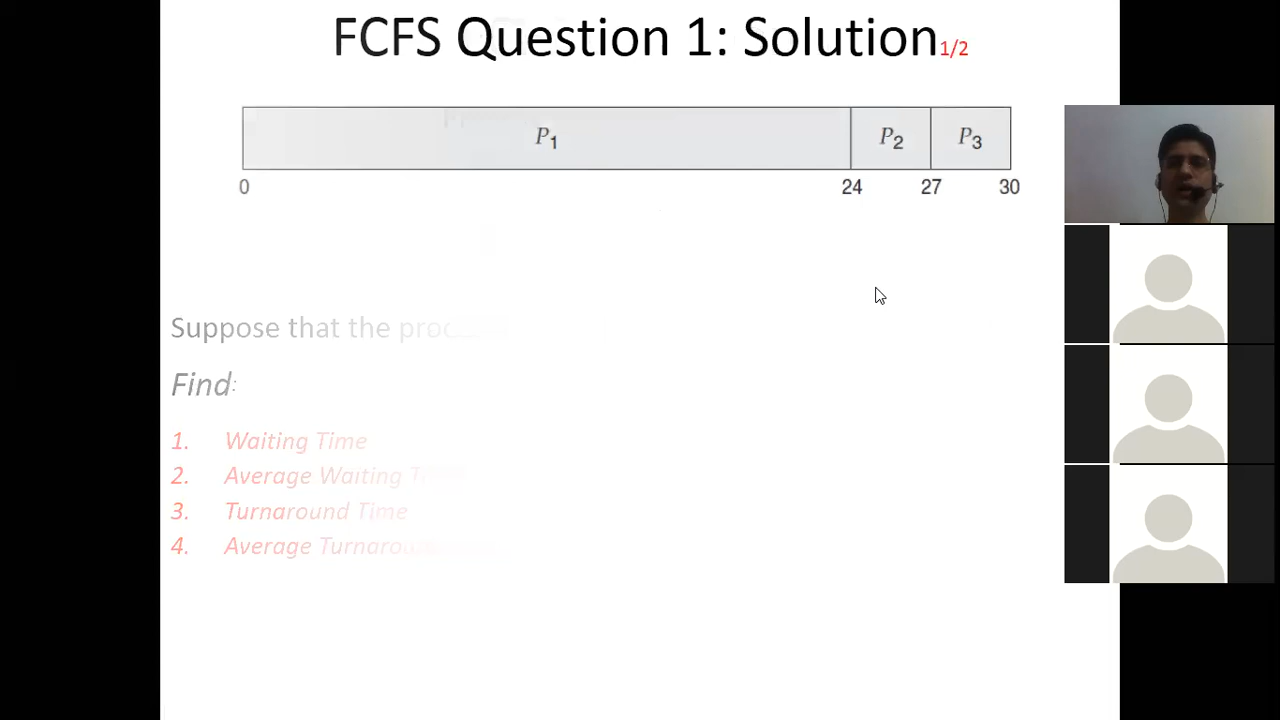 FCFS Question 1: Solution1/2
P1 P2 P3
0 24 27 30
Suppose that the
Find:
1. Waiting Time
2. Average Waiting
3. Turnaround Time
4. Average